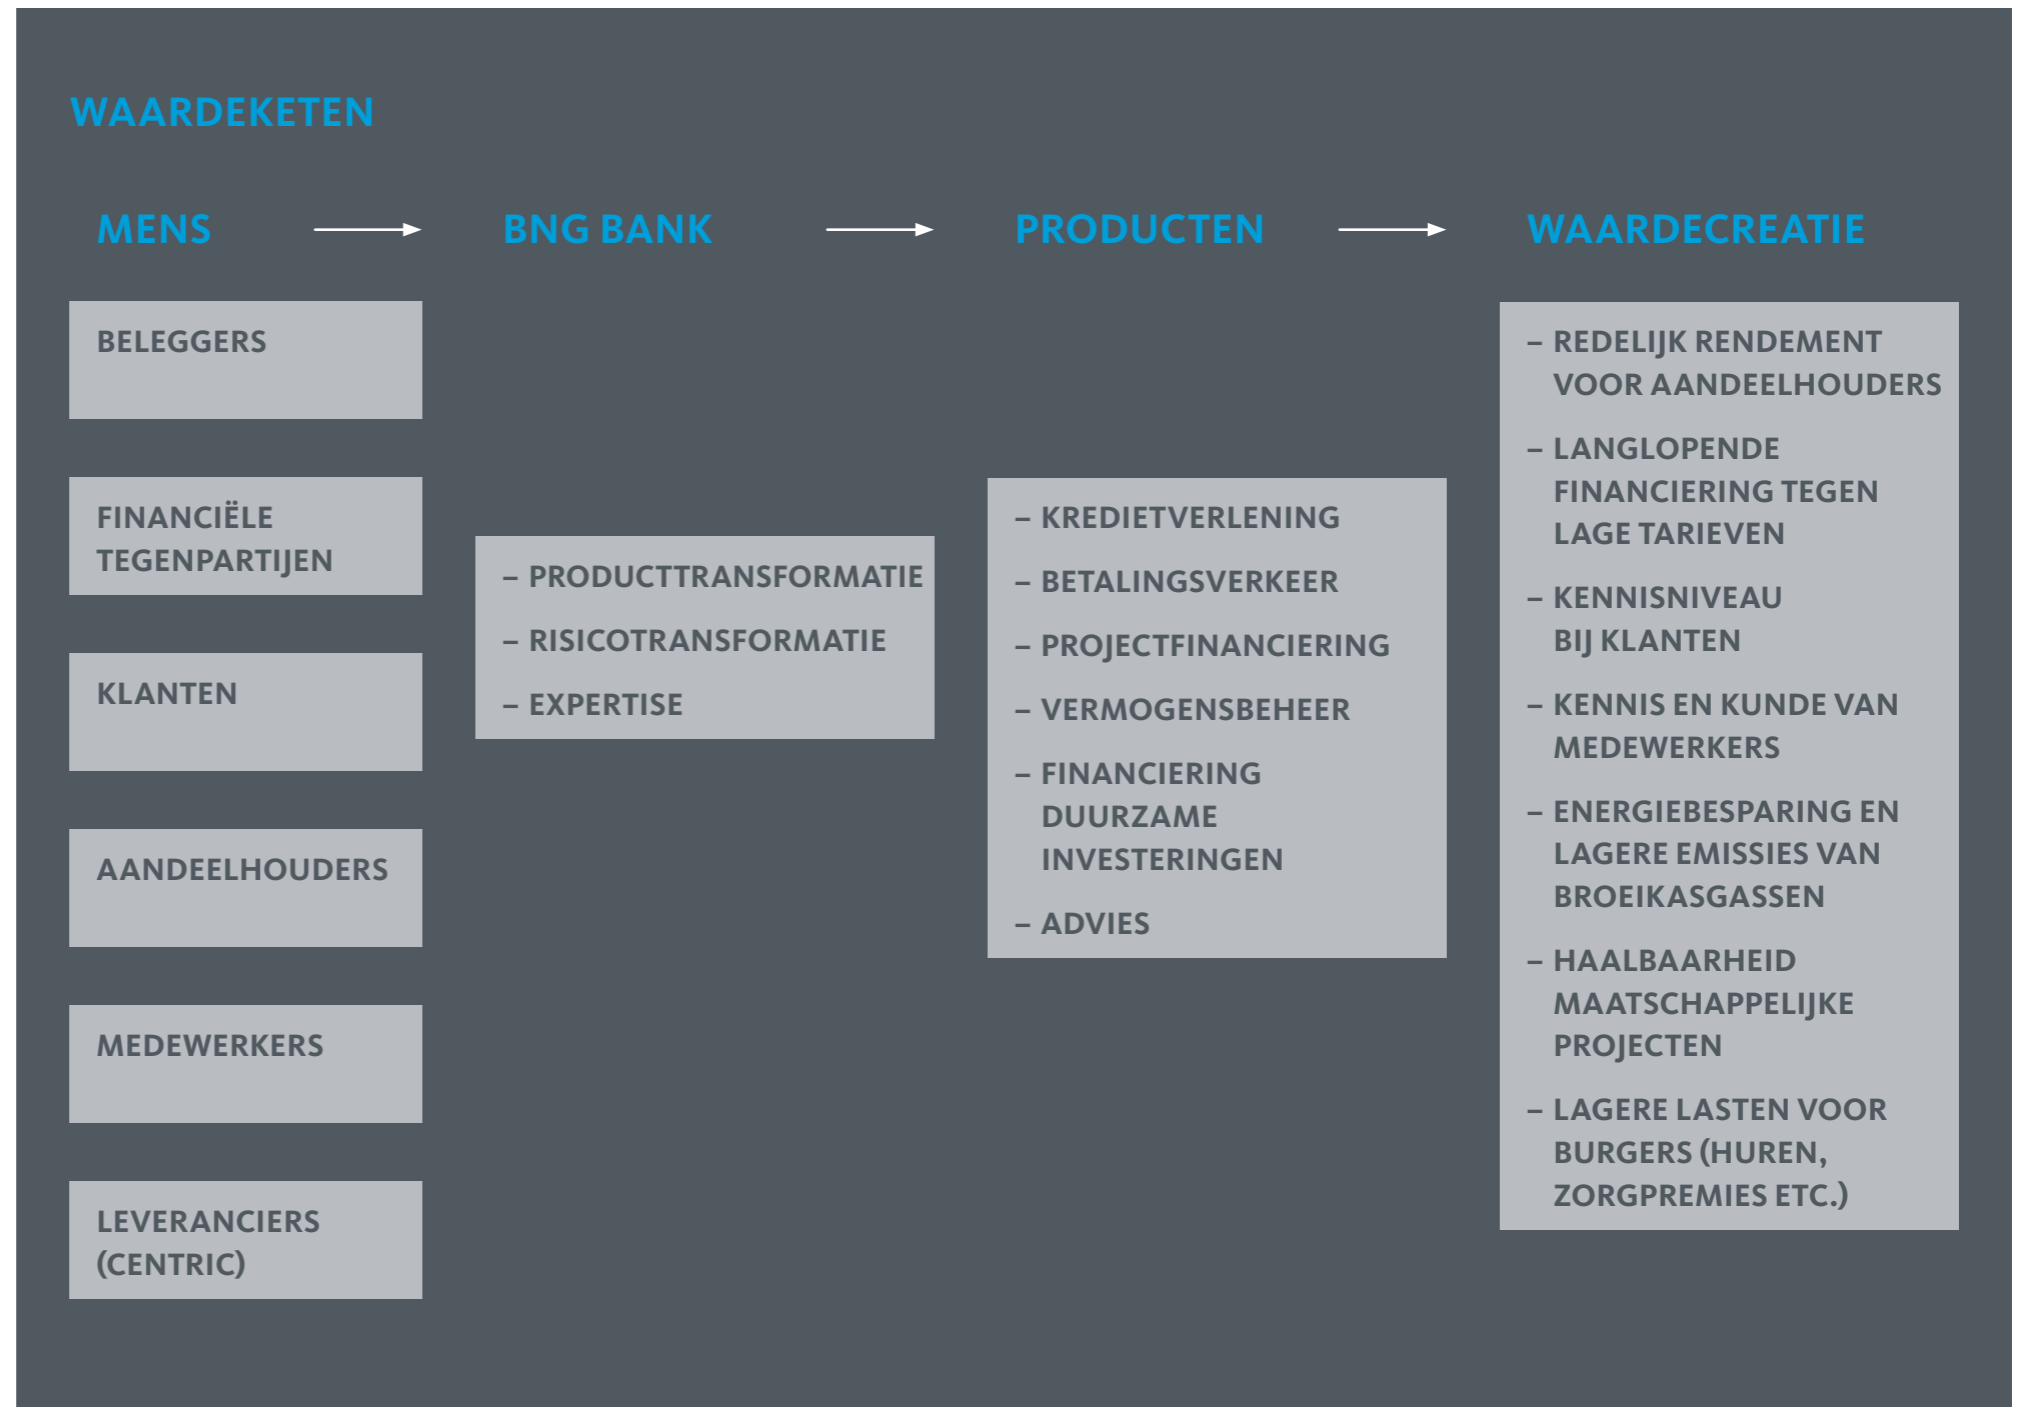 WAARDEKETEN
MENS
BELEGGERS
FINANCIËLE
TEGENPARTIJEN
KLANTEN
AANDEELHOUDERS
MEDEWERKERS
LEVERANCIERS
(CENTRIC)
BNG BANK
– PRODUCTTRANSFORMATIE
– RISICOTRANSFORMATIE
– EXPERTISE
PRODUCTEN
– KREDIETVERLENING
– BETALINGSVERKEER
– PROJECTFINANCIERING
– VERMOGENSBEHEER
– FINANCIERING
DUURZAME
INVESTERINGEN
– ADVIES
WAARDECREATIE
– REDELIJK RENDEMENT
VOOR AANDEELHOUDERS
– LANGLOPENDE
FINANCIERING TEGEN
LAGE TARIEVEN
– KENNISNIVEAU
BIJ KLANTEN
– KENNIS EN KUNDE VAN
MEDEWERKERS
– ENERGIEBESPARING EN
LAGERE EMISSIES VAN
BROEIKASGASSEN
– HAALBAARHEID
MAATSCHAPPELIJKE
PROJECTEN
– LAGERE LASTEN VOOR
BURGERS (HUREN,
ZORGPREMIES ETC.)